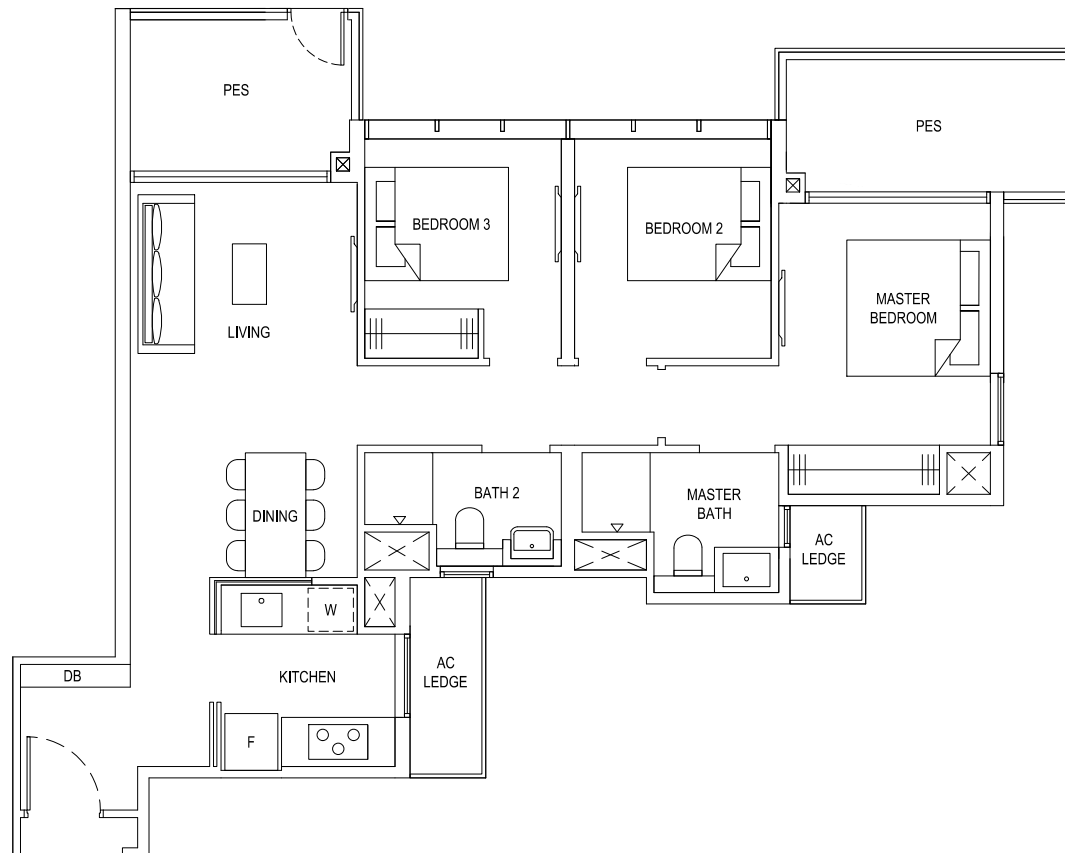 PES
PES
BEDROOM 3
BEDROOM 2
MASTER
BEDROOM
LIVING
BATH 2
MASTER
BATH
DINING
AC
LEDGE
W
KITCHEN
AC
LEDGE
DB
F